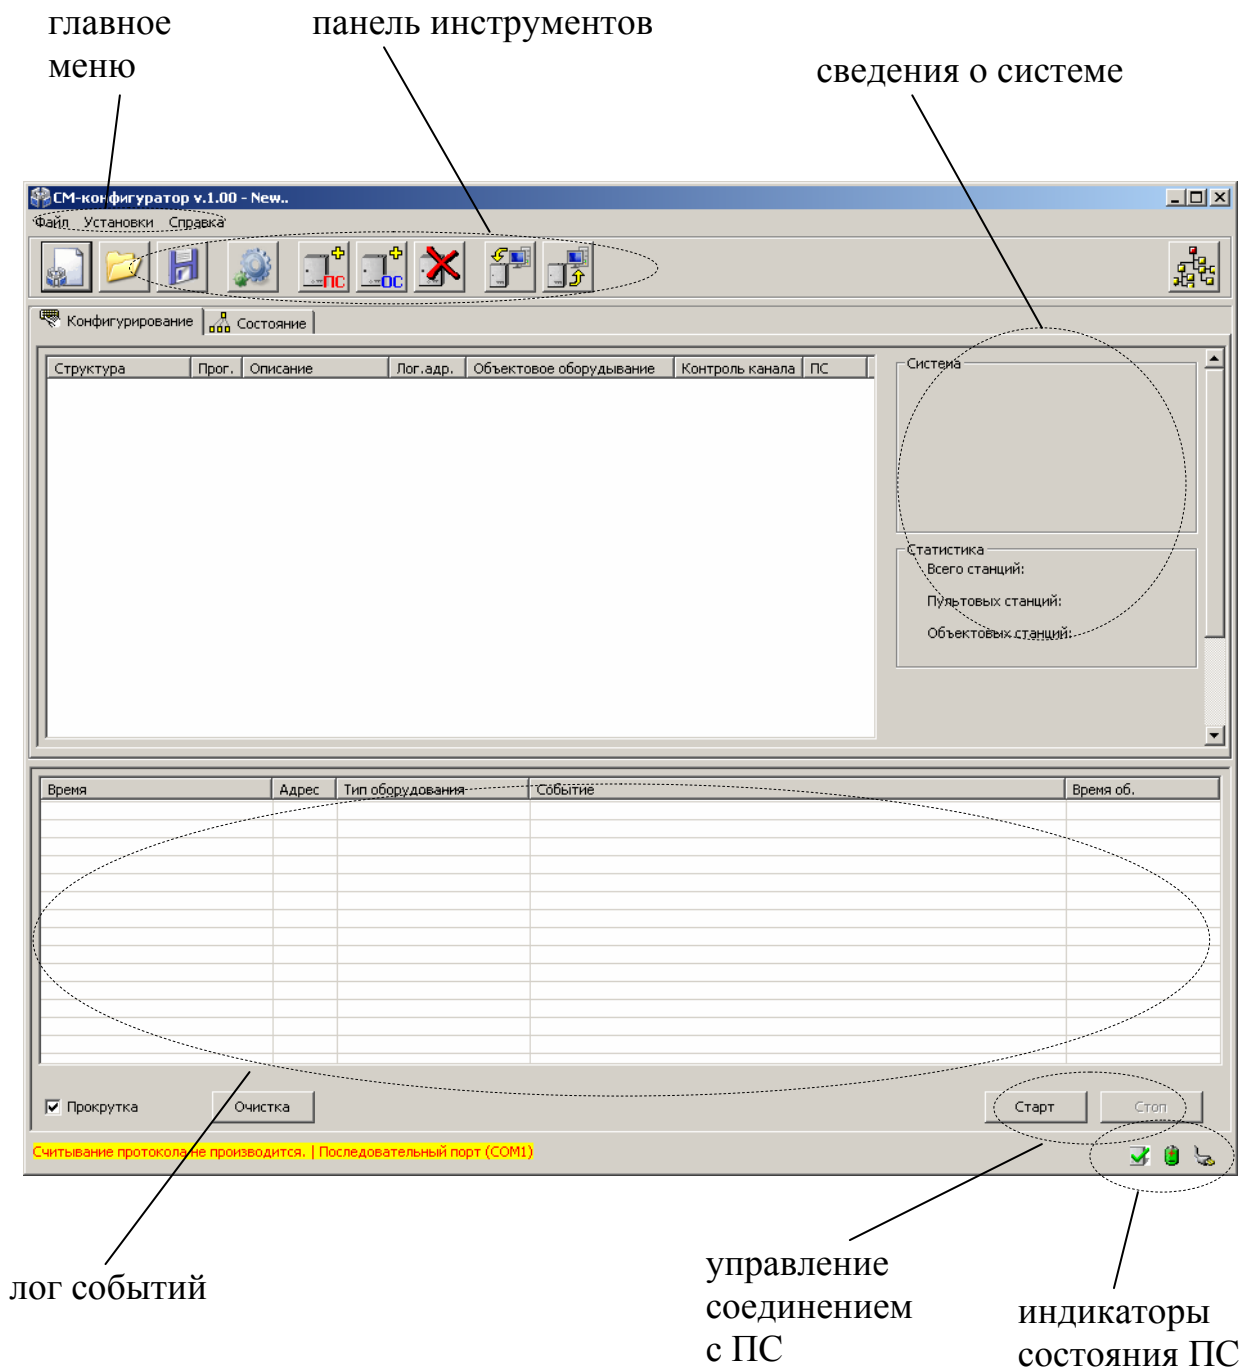 главное
меню
панель инструментов
сведения о системе
СМ-конфигуратор v.1.00 - New..
Файл Установки Справка
ПС ОС
Конфигурирование Состояние
Структура Прог. Описание Лог.адр. Объектовое оборудывание Контроль канала ПС
Система
Статистика
Всего станций:
Пультовых станций:
Объектовых станций:
Время Адрес Тип оборудования Событие Время об.
Прокрутка Очистка Старт Стоп
Считывание протокола не производится. | Последовательный порт (COM1)
лог событий
управление
соединением
с ПС
индикаторы
состояния ПС